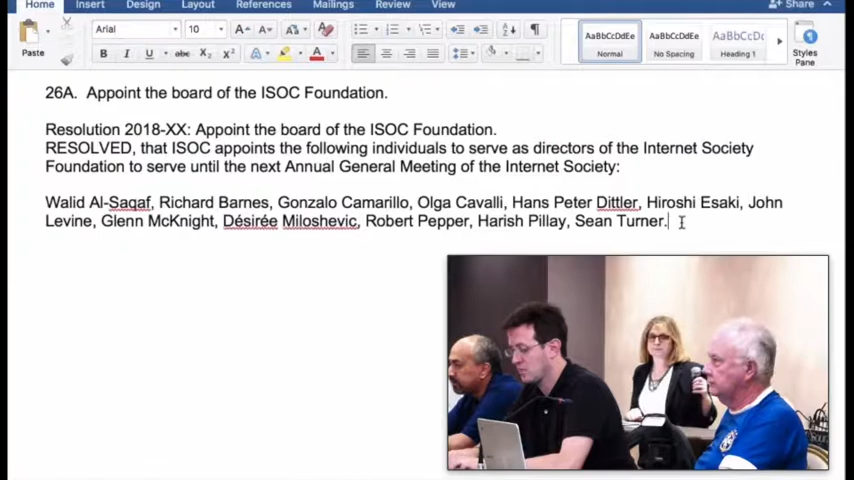 Home Insert Draw Design Layout References Mailings Review View Share
Arial 10 AaBbCcDdEe AaBbCcDdEe AaBbCcDc
Paste Normal No Spacing Heading 1 Styles Pane
26A. Appoint the board of the ISOC Foundation.
Resolution 2018-XX: Appoint the board of the ISOC Foundation.
RESOLVED, that ISOC appoints the following individuals to serve as directors of the Internet Society
Foundation to serve until the next Annual General Meeting of the Internet Society:
Walid Al-Saqaf, Richard Barnes, Gonzalo Camarillo, Olga Cavalli, Hans Peter Dittler, Hiroshi Esaki, John
Levine, Glenn McKnight, Désirée Miloshevic, Robert Pepper, Harish Pillay, Sean Turner.